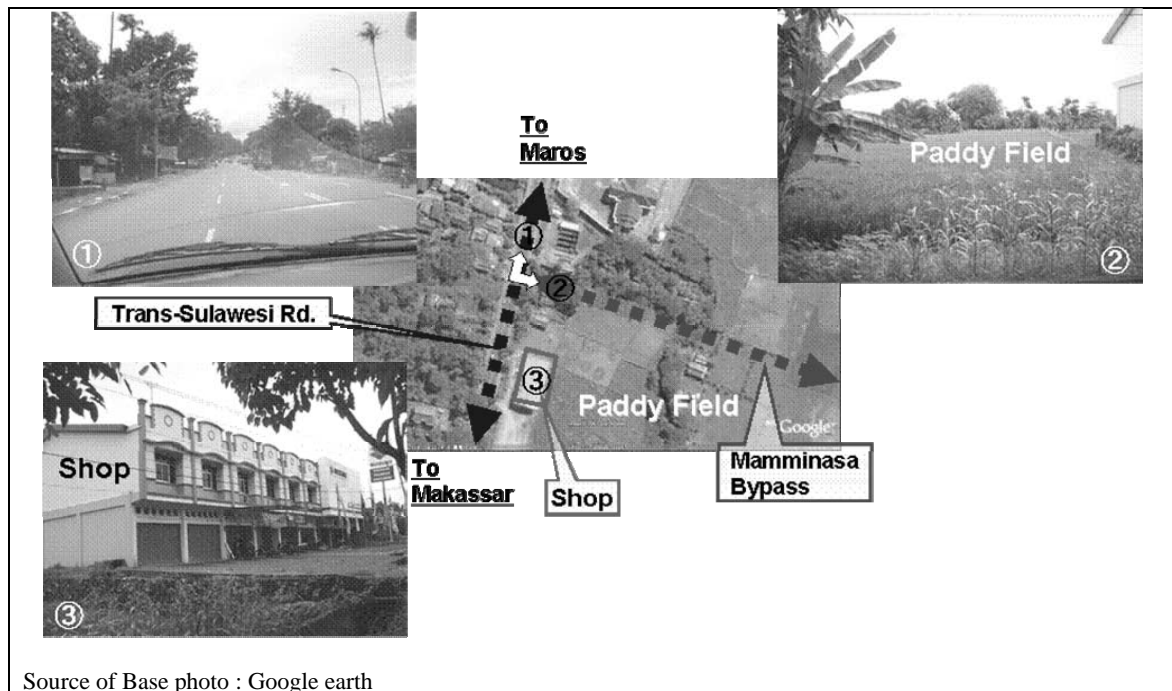 ①
To
Maros
Paddy Field
②
①
②
Trans-Sulawesi Rd.
③
Paddy Field
Google
Shop
To
Makassar
Shop
Mamminasa
Bypass
③
Source of Base photo : Google earth